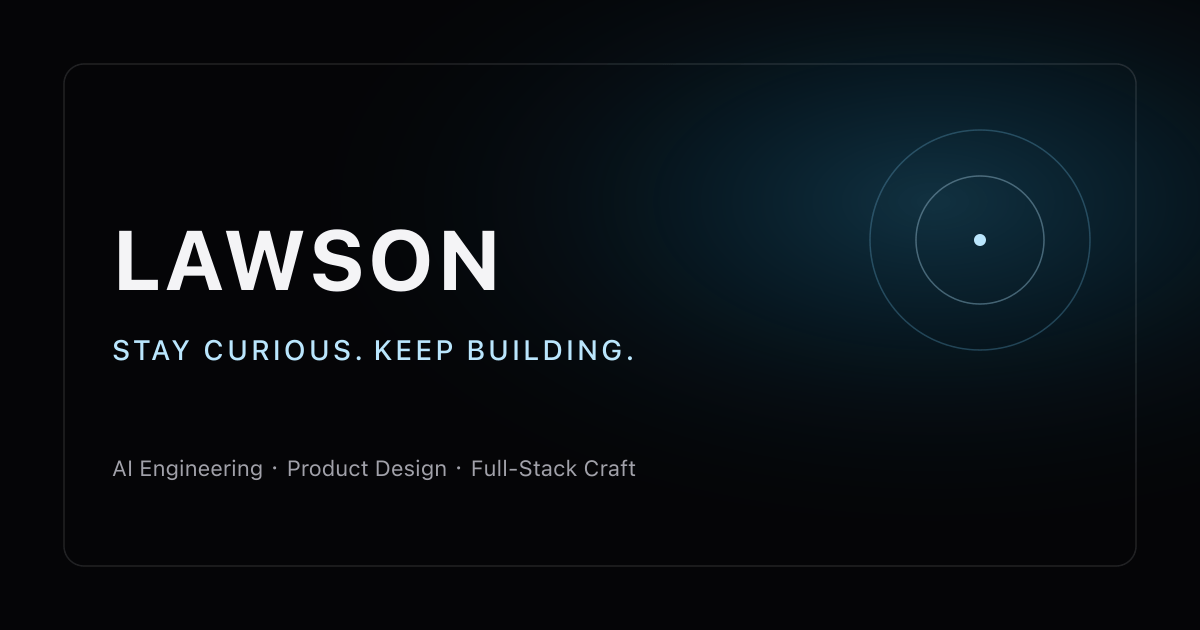 LAWSON
STAY CURIOUS. KEEP BUILDING.
AI Engineering · Product Design · Full-Stack Craft